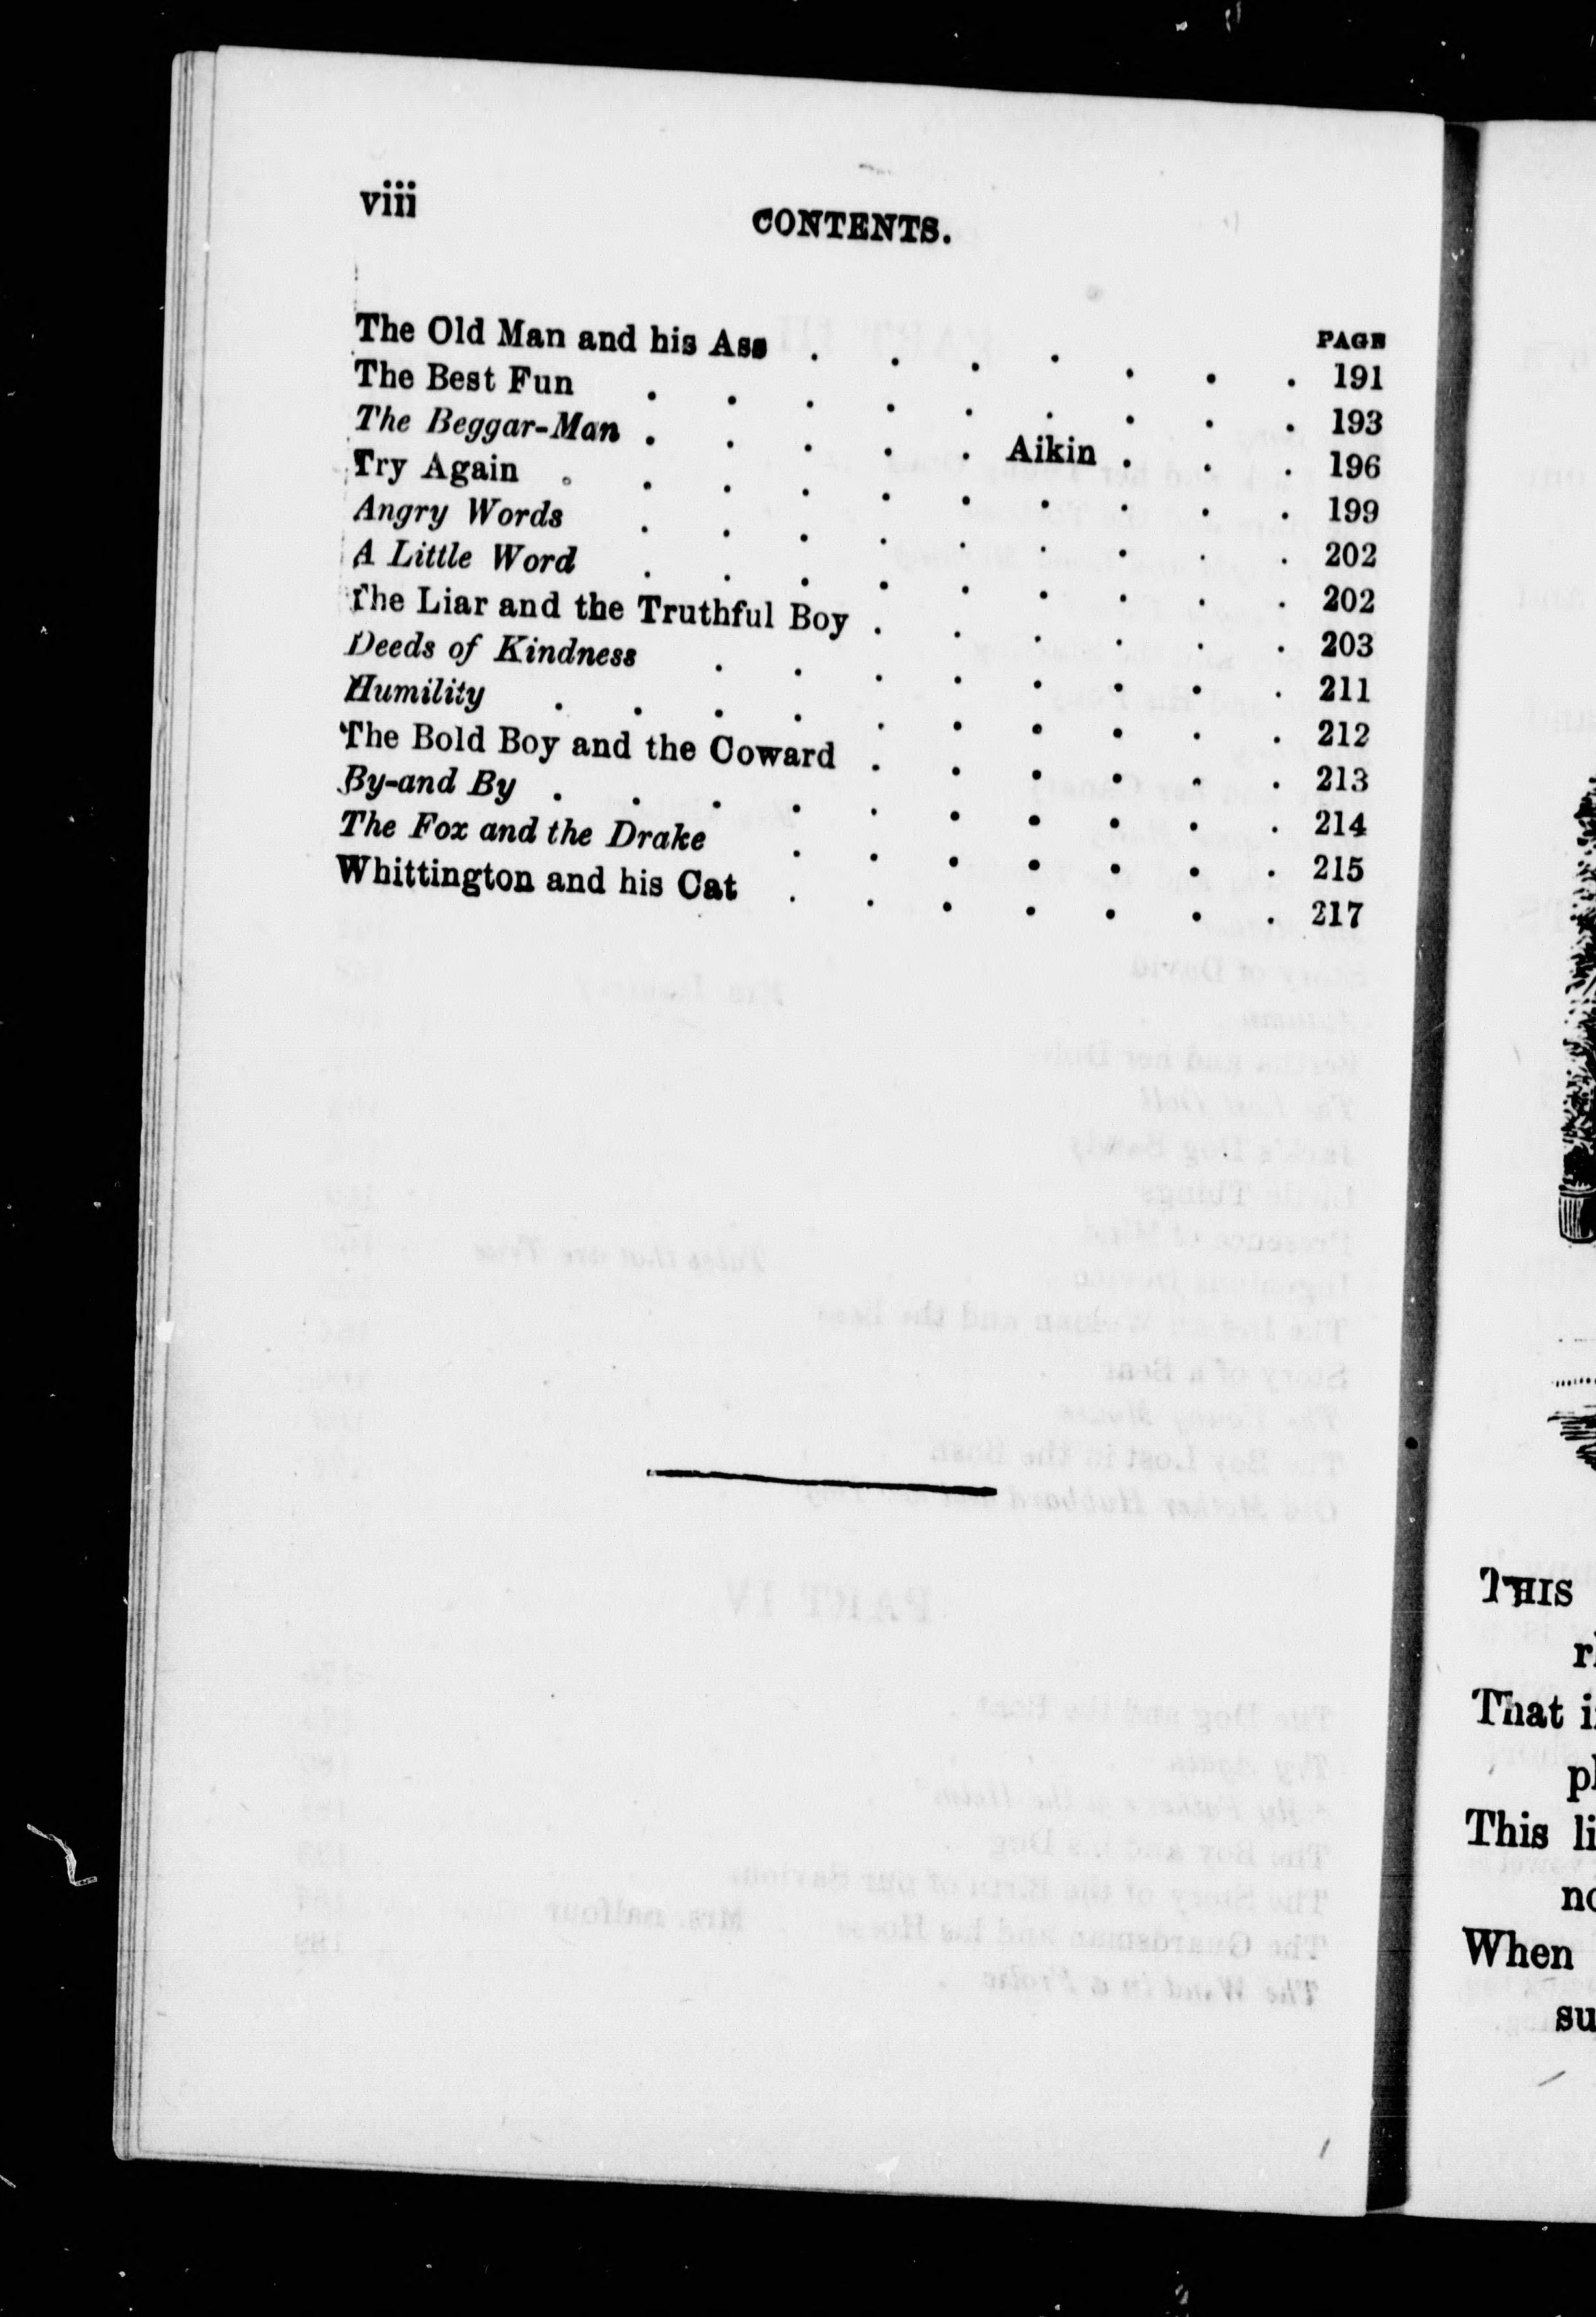 viii
CONTENTS.
PAGE
The Old Man and his Ass . . . . . . . 191
The Best Fun . . . . . . . . . 193
The Beggar-Man . . . . . Aikin . . . 196
Try Again . . . . . . . . . . 199
Angry Words . . . . . . . . . 202
A Little Word . . . . . . . . . 202
The Liar and the Truthful Boy . . . . . . 203
Deeds of Kindness . . . . . . . . 211
Humility . . . . . . . . . . 212
The Bold Boy and the Coward . . . . . . 213
By-and By . . . . . . . . . . 214
The Fox and the Drake . . . . . . . 215
Whittington and his Cat . . . . . . . 217
THIS
That
This
When